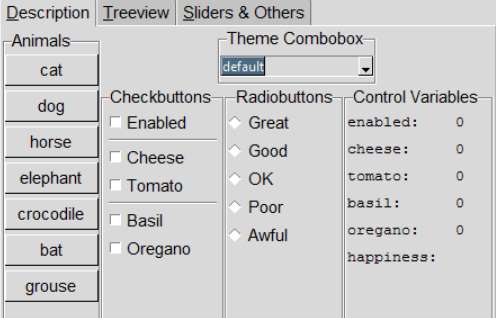 Description Treeview Sliders & Others
Animals
cat
dog
horse
elephant
crocodile
bat
grouse
Theme Combobox
default
Checkbuttons
Enabled
Cheese
Tomato
Basil
Oregano
Radiobuttons
Great
Good
OK
Poor
Awful
Control Variables
enabled: 0
cheese: 0
tomato: 0
basil: 0
oregano: 0
happiness: